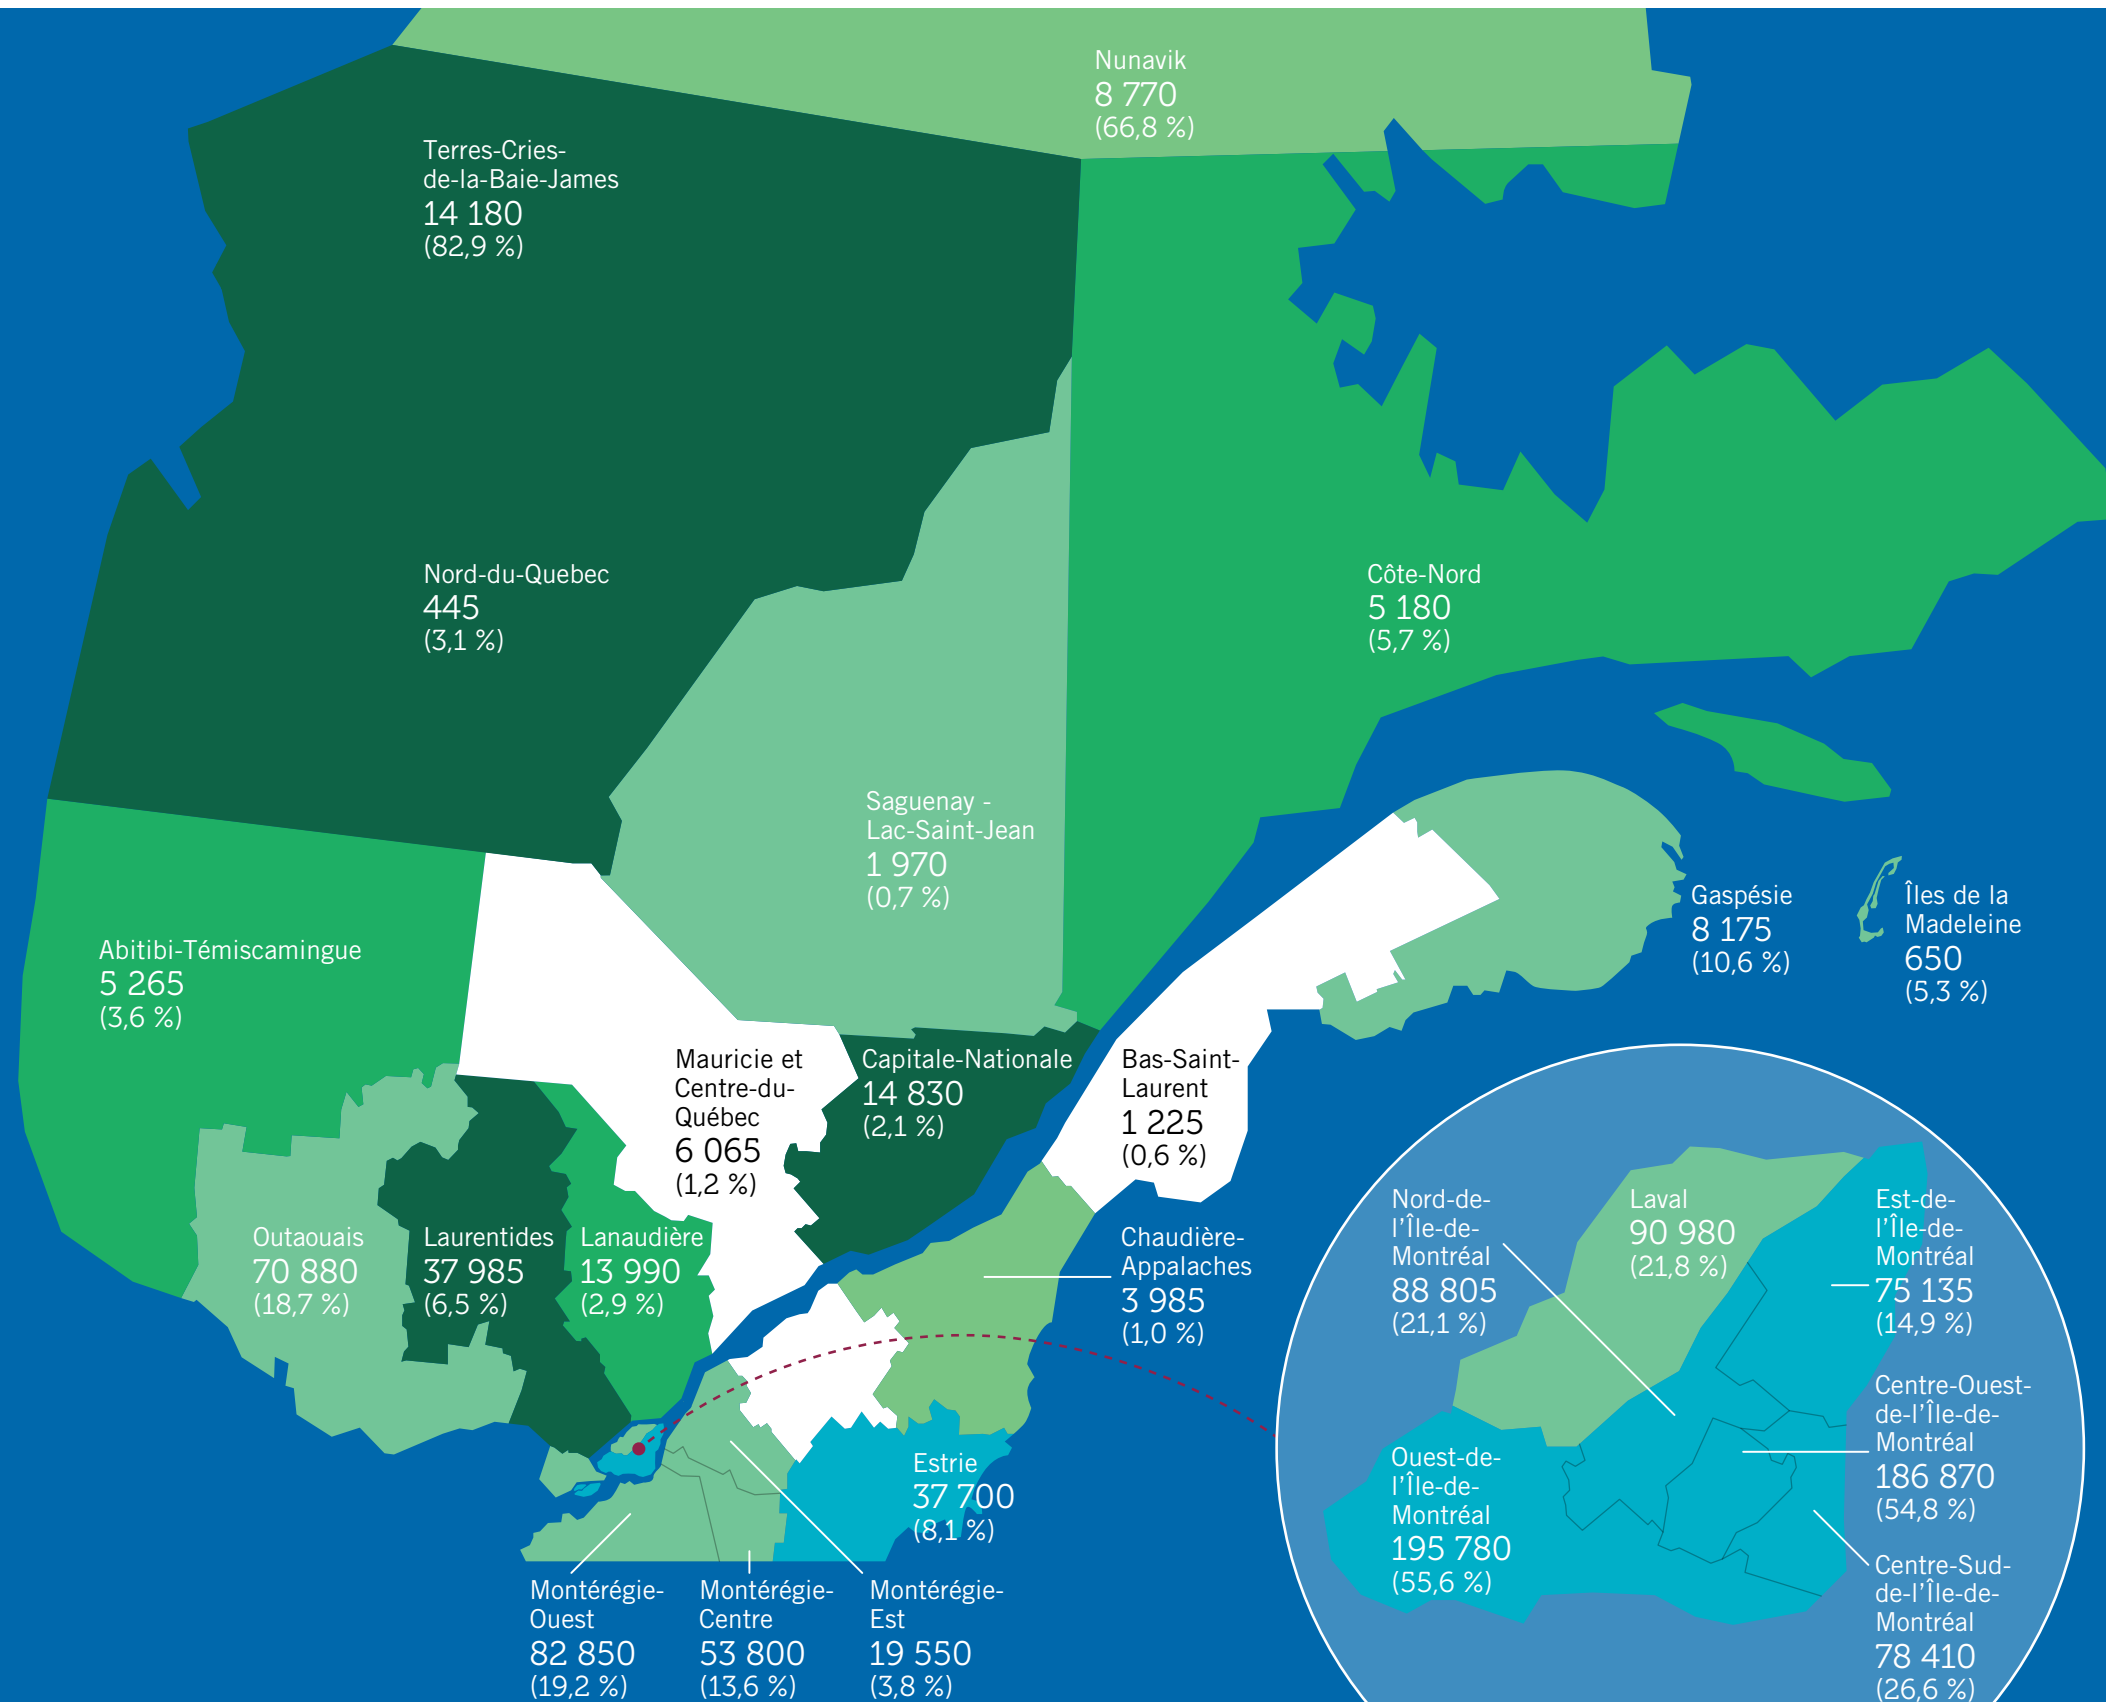 Nunavik
8 770
(66,8 %)
Terres-Cries-
de-la-Baie-James
14 180
(82,9 %)
Nord-du-Quebec
445
(3,1 %)
Côte-Nord
5 180
(5,7 %)
Saguenay -
Lac-Saint-Jean
1 970
(0,7 %)
Gaspésie
8 175
(10,6 %)
Îles de la
Madeleine
650
(5,3 %)
Abitibi-Témiscamingue
5 265
(3,6 %)
Mauricie et
Centre-du-
Québec
6 065
(1,2 %)
Capitale-Nationale
14 830
(2,1 %)
Bas-Saint-
Laurent
1 225
(0,6 %)
Outaouais
70 880
(18,7 %)
Laurentides
37 985
(6,5 %)
Lanaudière
13 990
(2,9 %)
Chaudière-
Appalaches
3 985
(1,0 %)
Nord-de-
l'Île-de-
Montréal
88 805
(21,1 %)
Laval
90 980
(21,8 %)
Est-de-
l'Île-de-
Montréal
75 135
(14,9 %)
Centre-Ouest-
de-l'Île-de-
Montréal
186 870
(54,8 %)
Ouest-de-
l'Île-de-
Montréal
195 780
(55,6 %)
Centre-Sud-
de-l'Île-de-
Montréal
78 410
(26,6 %)
Estrie
37 700
(8,1 %)
Montérégie-
Ouest
82 850
(19,2 %)
Montérégie-
Centre
53 800
(13,6 %)
Montérégie-
Est
19 550
(3,8 %)